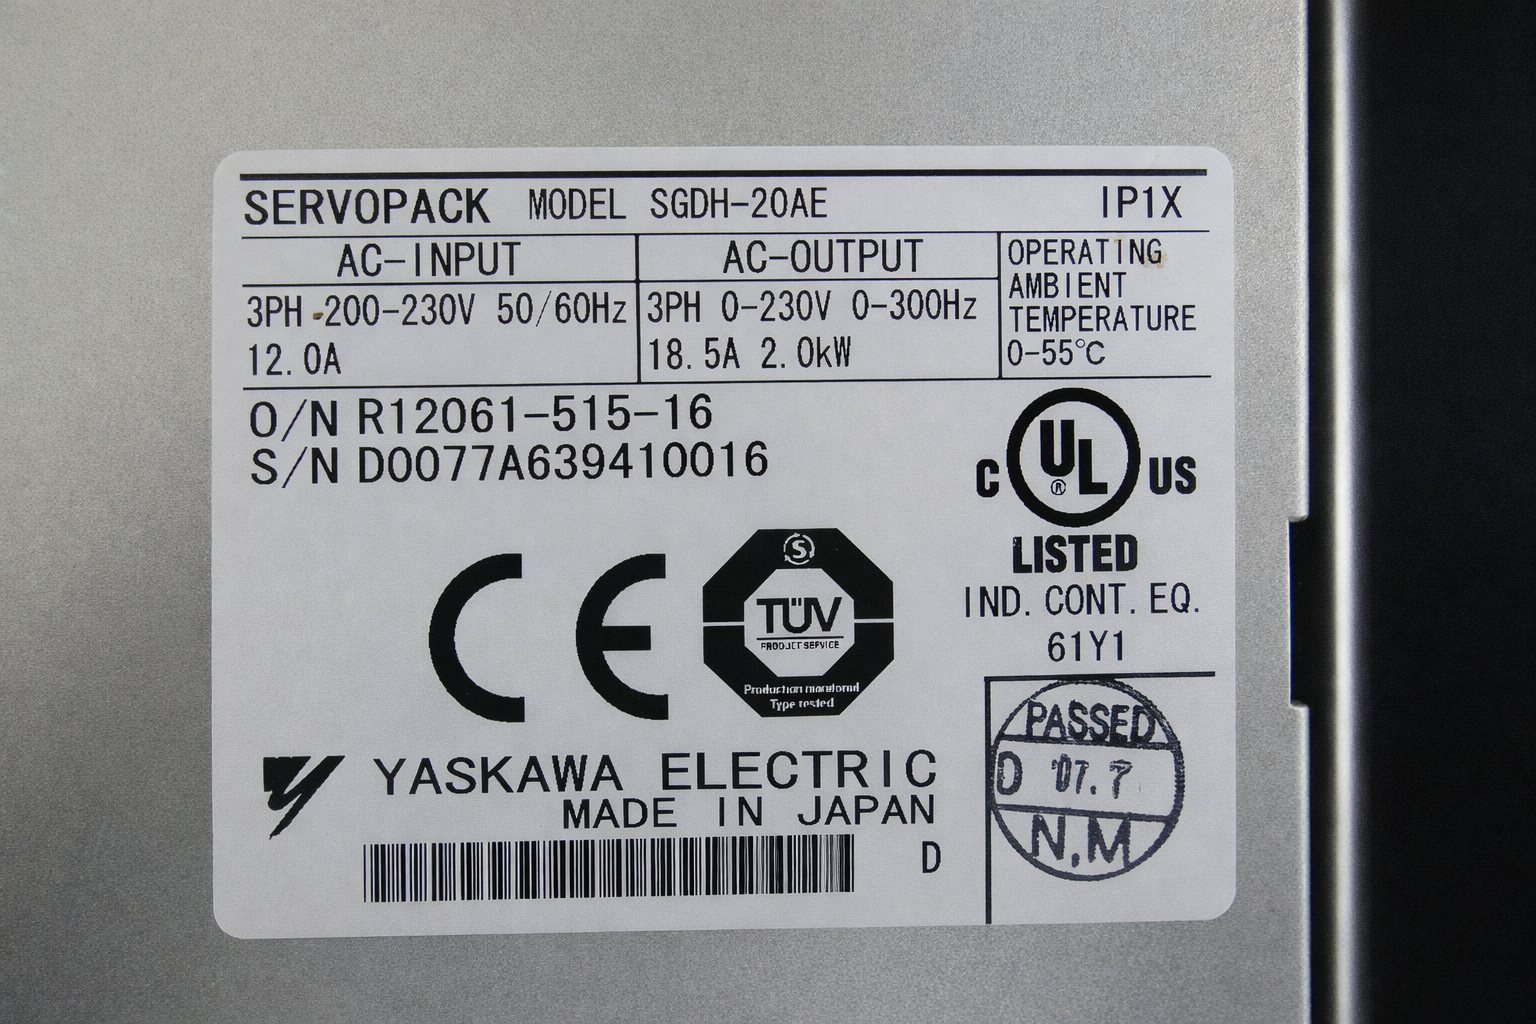 SERVOPACK MODEL SGDH-20AE IP1X
AC-INPUT
3PH 200-230V 50/60Hz
12.0A
AC-OUTPUT
3PH 0-230V 0-300Hz
18.5A 2.0kW
OPERATING
AMBIENT
TEMPERATURE
0-55°C
O/N R12061-515-16
S/N D0077A639410016
C UL ® US
LISTED
IND. CONT. EQ.
61Y1
CE
S
TÜV
PRODUCT SERVICE
Production monitored
Type tested
YASKAWA ELECTRIC
MADE IN JAPAN
D
PASSED
D '07.7
N.M